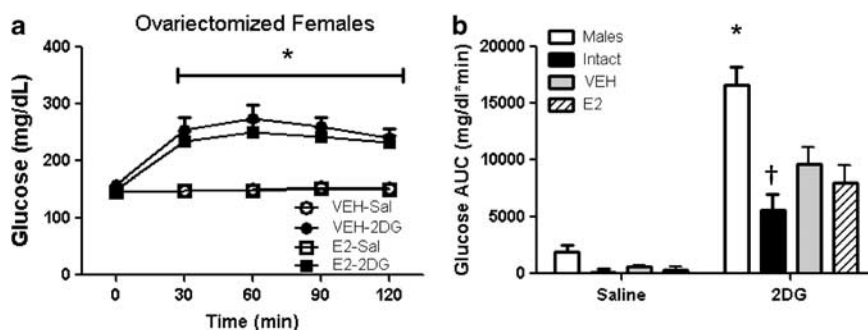 a
Ovariectomized Females
*
Glucose (mg/dL)
400
300
200
100
0
VEH-Sal
VEH-2DG
E2-Sal
E2-2DG
0 30 60 90 120
Time (min)
b
Glucose AUC (mg/dl*min)
20000
15000
10000
5000
0
Males
Intact
VEH
E2
*
†
Saline 2DG